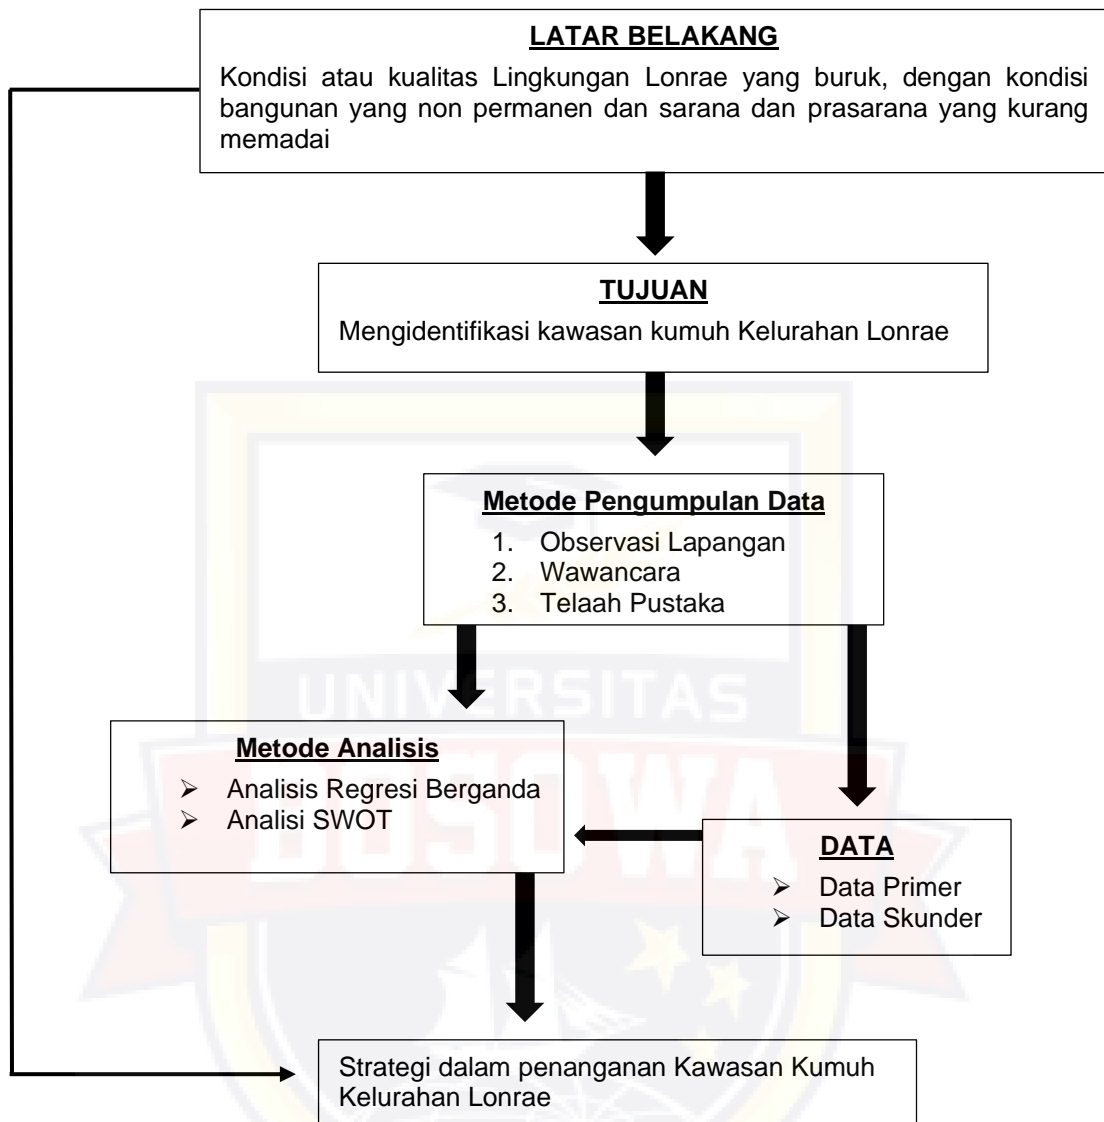 LATAR BELAKANG
Kondisi atau kualitas Lingkungan Lonrae yang buruk, dengan kondisi
bangunan yang non permanen dan sarana dan prasarana yang kurang
memadai
TUJUAN
Mengidentifikasi kawasan kumuh Kelurahan Lonrae
Metode Pengumpulan Data
1. Observasi Lapangan
2. Wawancara
3. Telaah Pustaka
UNIVERSITAS
BOSOWA
Metode Analisis
➢ Analisis Regresi Berganda
➢ Analisi SWOT
DATA
➢ Data Primer
➢ Data Skunder
Strategi dalam penanganan Kawasan Kumuh
Kelurahan Lonrae